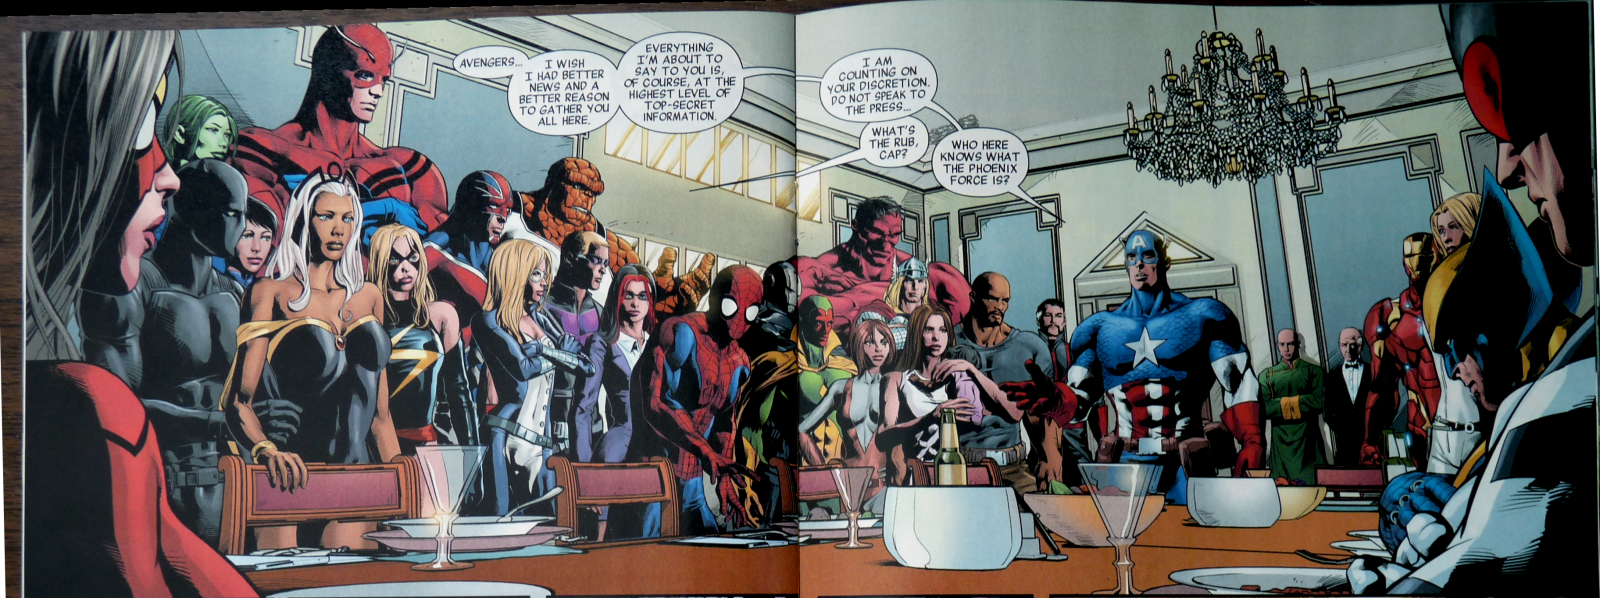 AVENGERS...
I WISH
I HAD BETTER
NEWS AND A
BETTER REASON
TO GATHER YOU
ALL HERE.
EVERYTHING
I'M ABOUT TO
SAY TO YOU IS,
OF COURSE, AT THE
HIGHEST LEVEL OF
TOP-SECRET
INFORMATION.
I AM
COUNTING ON
YOUR DISCRETION.
DO NOT SPEAK TO
THE PRESS...
WHAT'S
THE RUB,
CAP?
WHO HERE
KNOWS WHAT
THE PHOENIX
FORCE IS?
A